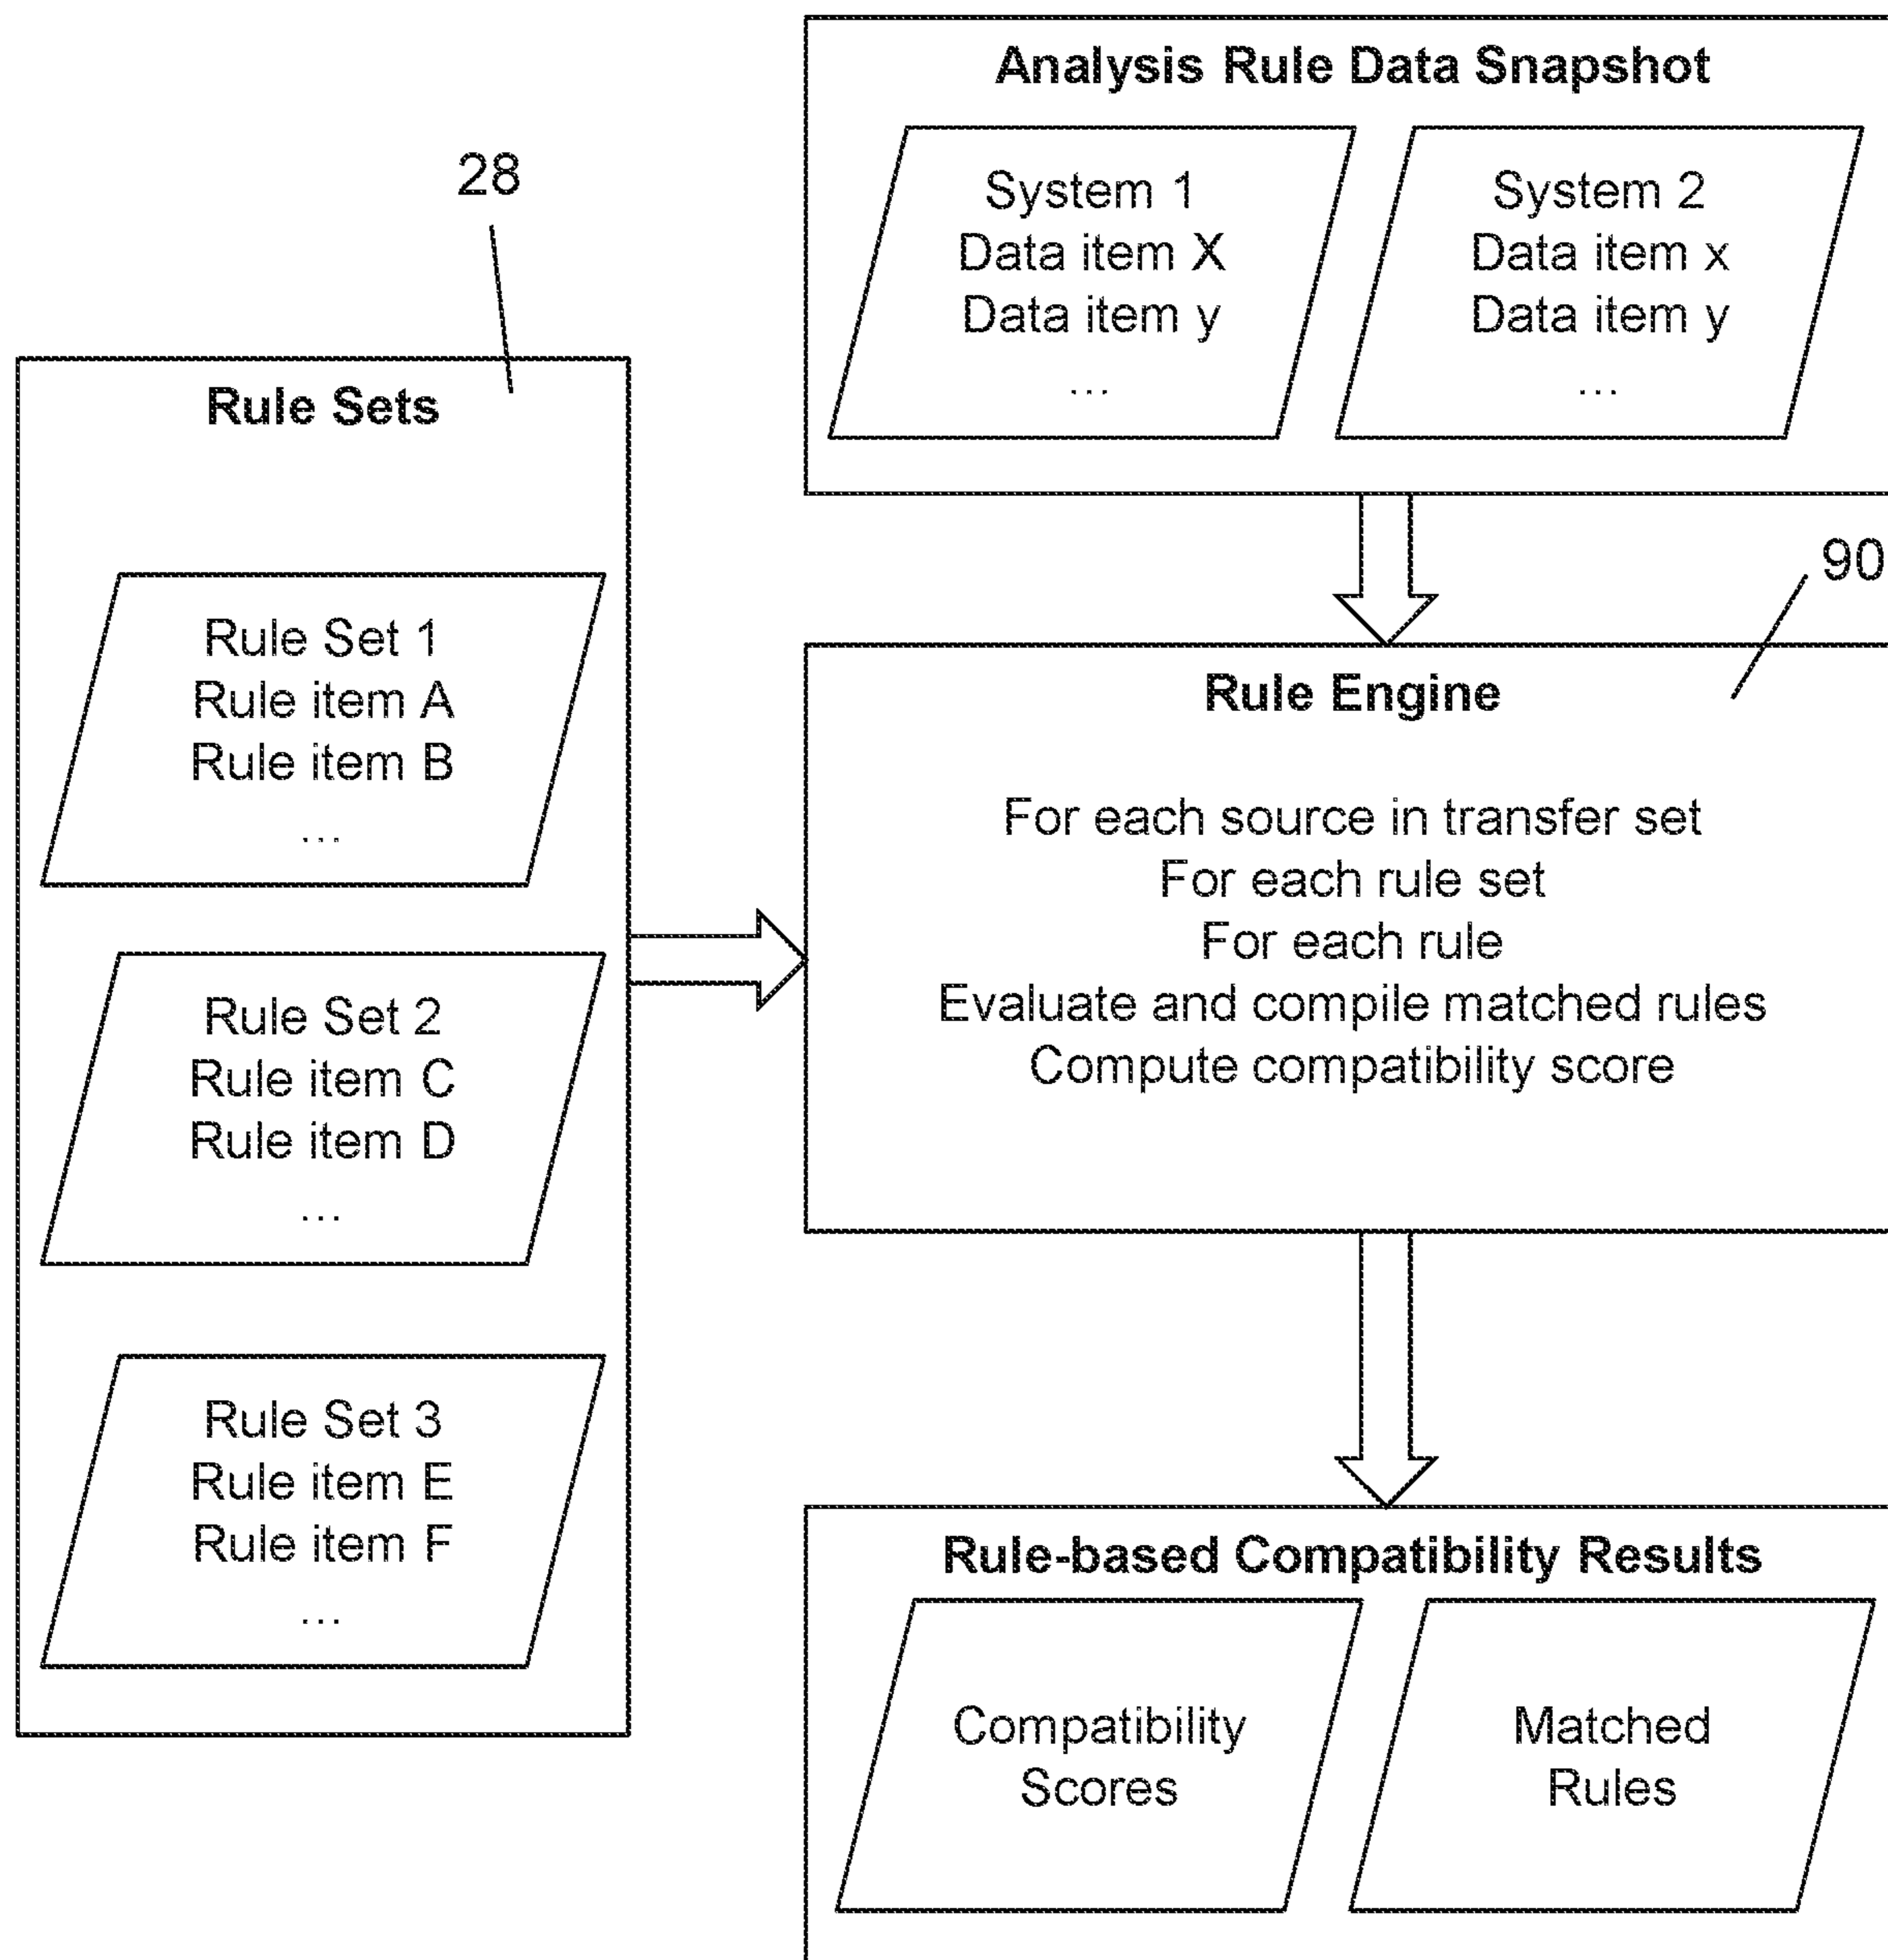 Analysis Rule Data Snapshot
System 1
Data item X
Data item y
...
System 2
Data item x
Data item y
...
28
Rule Sets
Rule Set 1
Rule item A
Rule item B
...
Rule Set 2
Rule item C
Rule item D
...
Rule Set 3
Rule item E
Rule item F
...
90
Rule Engine
For each source in transfer set
For each rule set
For each rule
Evaluate and compile matched rules
Compute compatibility score
Rule-based Compatibility Results
Compatibility
Scores
Matched
Rules